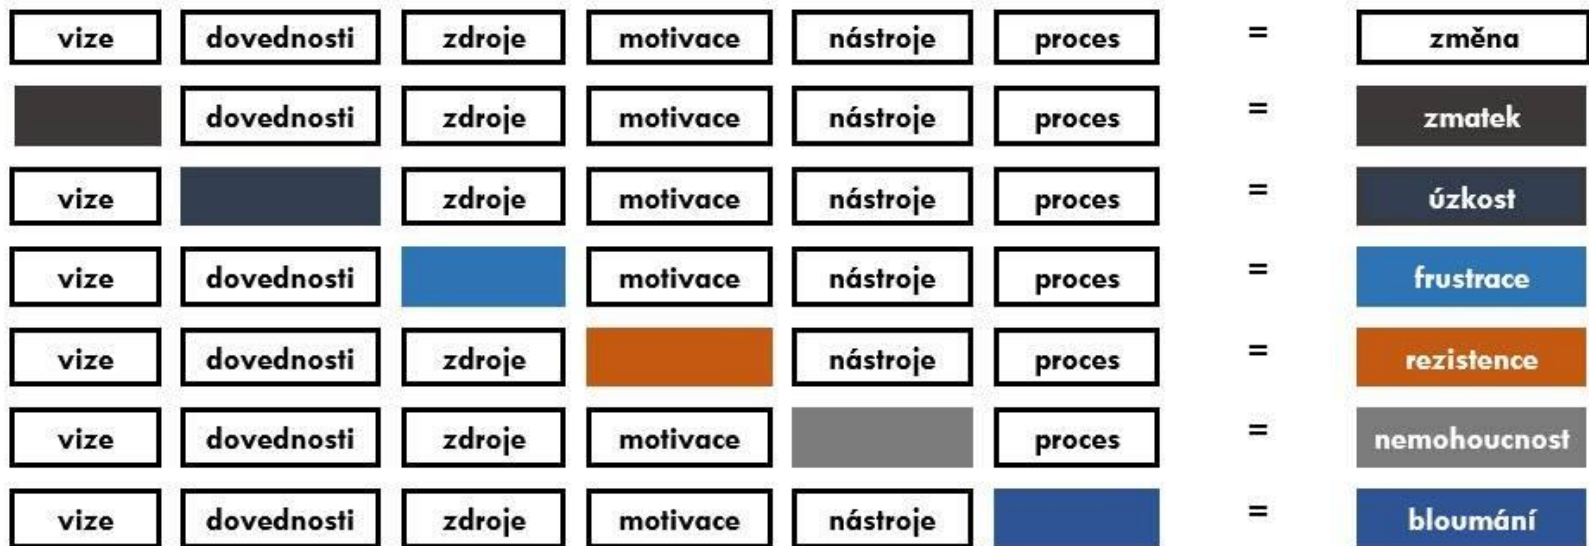 vize dovednosti zdroje motivace nástroje proces = změna
dovednosti zdroje motivace nástroje proces = zmatek
vize zdroje motivace nástroje proces = úzkost
vize dovednosti motivace nástroje proces = frustrace
vize dovednosti zdroje nástroje proces = rezistence
vize dovednosti zdroje motivace proces = nemohoucnost
vize dovednosti zdroje motivace nástroje = bloumání